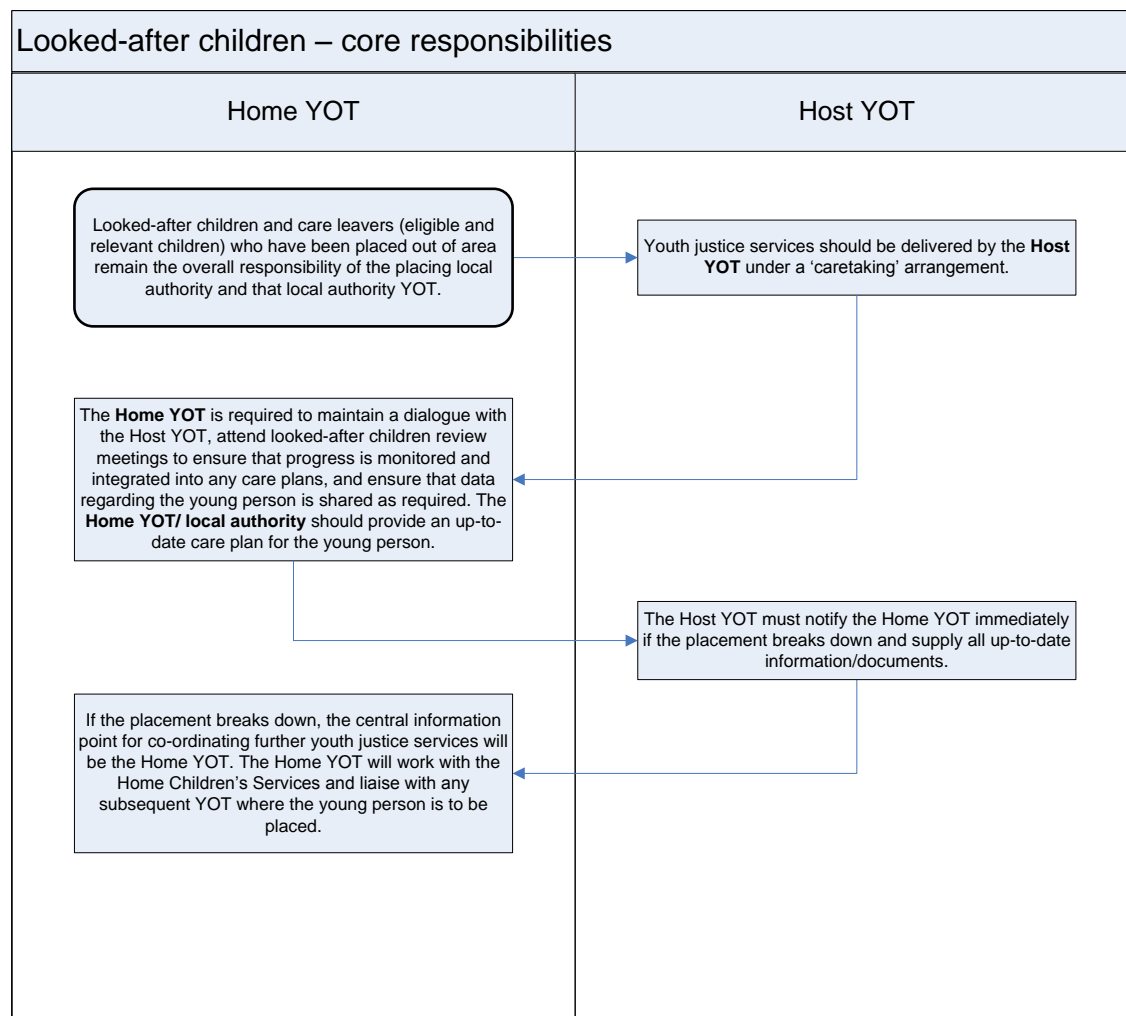 Looked-after children – core responsibilities
Home YOT
Host YOT
Looked-after children and care leavers (eligible and
relevant children) who have been placed out of area
remain the overall responsibility of the placing local
authority and that local authority YOT.
Youth justice services should be delivered by the Host
YOT under a ‘caretaking’ arrangement.
The Home YOT is required to maintain a dialogue with
the Host YOT, attend looked-after children review
meetings to ensure that progress is monitored and
integrated into any care plans, and ensure that data
regarding the young person is shared as required. The
Home YOT/ local authority should provide an up-to-
date care plan for the young person.
The Host YOT must notify the Home YOT immediately
if the placement breaks down and supply all up-to-date
information/documents.
If the placement breaks down, the central information
point for co-ordinating further youth justice services will
be the Home YOT. The Home YOT will work with the
Home Children’s Services and liaise with any
subsequent YOT where the young person is to be
placed.